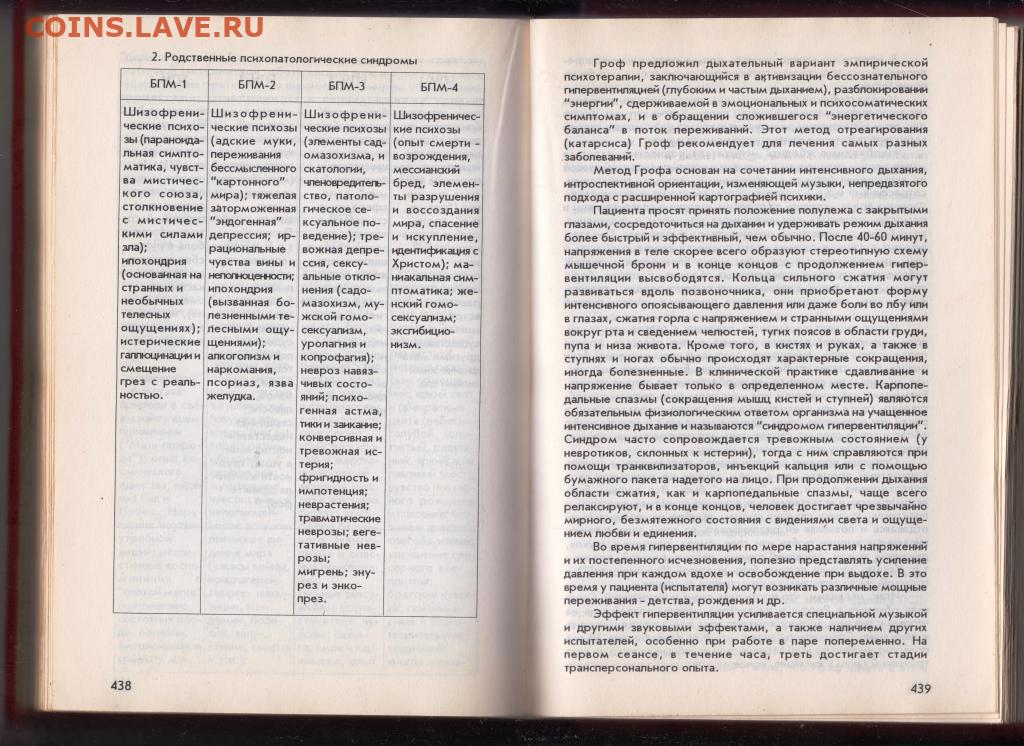 COINS.LAVE.RU
2. Родственные психопатологические синдромы
БПМ-1
Шизофрени-
ческие психо-
зы (параноида-
льная симпто-
матика, чувст-
ва мистичес-
кого союза,
столкновение
с мистичес-
кими силами
зла);
ипохондрия
(основанная на
странных и
необычных
телесных
ощущениях);
истерические
галлюцинации и
смещение
грез с реаль-
ностью.
БПМ-2
Шизофрени-
ческие психозы
(адские муки,
переживания
бессмысленного
"картонного"
мира); тяжелая
заторможенная
"эндогенная"
депрессия; ир-
рациональные
чувства вины и
неполноценности;
ипохондрия
(вызванная бо-
лезненными те-
лесными ощу-
щениями);
алкоголизм и
наркомания,
псориаз, язва
желудка.
БПМ-3
Шизофрени-
ческие психозы
(элементы сад-
омазохизма, и
скатологии,
членовредитель-
ство, патоло-
гическое се-
ксуальное по-
ведение); тре-
вожная депре-
ссия, сексу-
альные откло-
нения (садо-
мазохизм, му-
жской гомо-
сексуализм,
уролагния и
копрофагия);
невроз навяз-
чивых состо-
яний; психо-
генная астма,
тики и заикание;
конверсивная и
тревожная ис-
терия;
фригидность и
импотенция;
неврастения;
травматические
неврозы; веге-
тативные нев-
розы;
мигрень; эну-
рез и энко-
през.
БПМ-4
Шизофреничес-
кие психозы
(опыт смерти -
возрождения,
мессианский
бред, элемен-
ты разрушения
и воссоздания
мира, спасение
и искупление,
идентификация с
Христом); ма-
ниакальная сим-
птоматика; же-
нский гомо-
сексуализм;
эксгибицио-
низм.
438
Гроф предложил дыхательный вариант эмпирической
психотерапии, заключающийся в активизации бессознательного
гипервентиляцией (глубоким и частым дыханием), разблокировании
"энергии", сдерживаемой в эмоциональных и психосоматических
симптомах, и в обращении сложившегося "энергетического
баланса" в поток переживаний. Этот метод отреагирования
(катарсиса) Гроф рекомендует для лечения самых разных
заболеваний.
Метод Грофа основан на сочетании интенсивного дыхания,
интроспективной ориентации, изменяющей музыки, непредвзятого
подхода с расширенной картографией психики.
Пациента просят принять положение полулежа с закрытыми
глазами, сосредоточиться на дыхании и удерживать режим дыхания
более быстрый и эффективный, чем обычно. После 40-60 минут,
напряжения в теле скорее всего образуют стереотипную схему
мышечной брони и в конце концов с продолжением гипер-
вентиляции высвободятся. Кольца сильного сжатия могут
развиваться вдоль позвоночника, они приобретают форму
интенсивного опоясывающего давления или даже боли во лбу или
в глазах, сжатия горла с напряжением и странными ощущениями
вокруг рта и сведением челюстей, тугих поясов в области груди,
пупа и низа живота. Кроме того, в кистях и руках, а также в
ступнях и ногах обычно происходят характерные сокращения,
иногда болезненные. В клинической практике сдавливание и
напряжение бывает только в определенном месте. Карпопе-
дальные спазмы (сокращения мышц кистей и ступней) являются
обязательным физиологическим ответом организма на учащенное
интенсивное дыхание и называются "синдромом гипервентиляции".
Синдром часто сопровождается тревожным состоянием (у
невротиков, склонных к истерии), тогда с ним справляются при
помощи транквилизаторов, инъекций кальция или с помощью
бумажного пакета надетого на лицо. При продолжении дыхания
области сжатия, как и карпопедальные спазмы, чаще всего
релаксируют, и в конце концов, человек достигает чрезвычайно
мирного, безмятежного состояния с видениями света и ощуще-
нием любви и единения.
Во время гипервентиляции по мере нарастания напряжений
и их постепенного исчезновения, полезно представлять усиление
давления при каждом вдохе и освобождение при выдохе. В это
время у пациента (испытателя) могут возникать различные мощные
переживания - детства, рождения и др.
Эффект гипервентиляции усиливается специальной музыкой
и другими звуковыми эффектами, а также наличием других
испытателей, особенно при работе в паре попеременно. На
первом сеансе, в течение часа, треть достигает стадии
трансперсонального опыта.
439